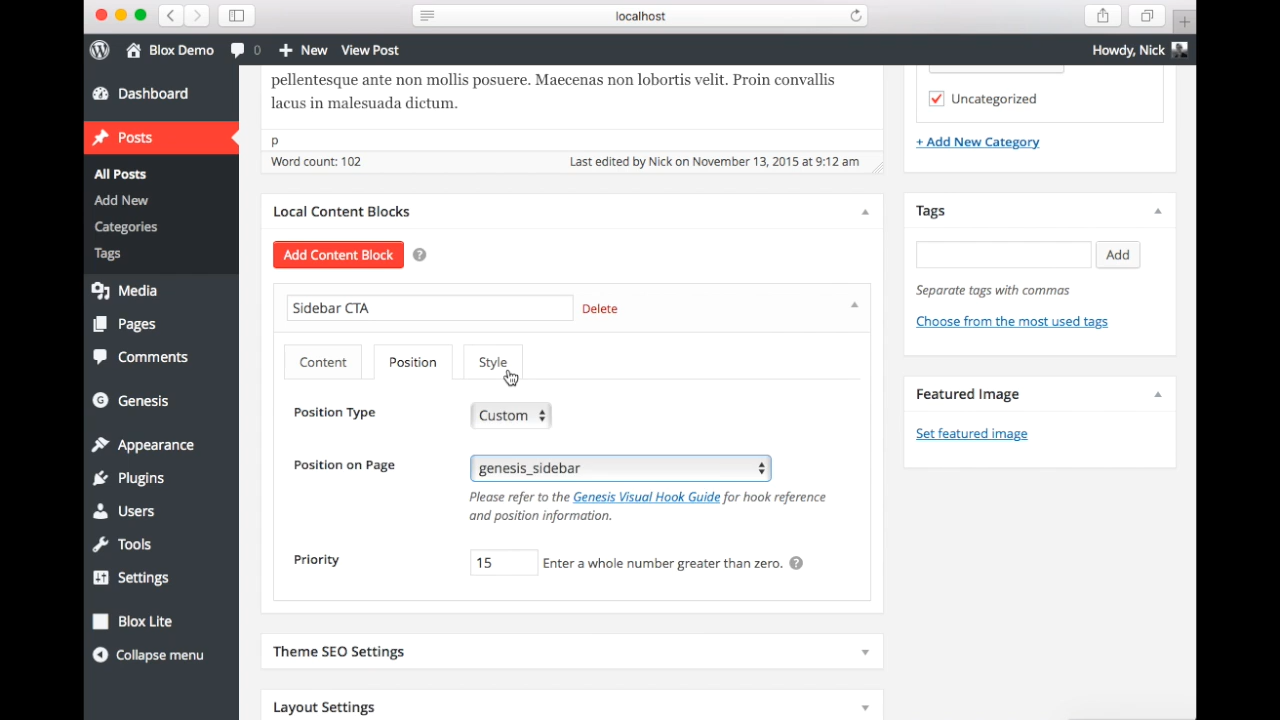 localhost
Blox Demo
0
New
View Post
Howdy, Nick
Dashboard
Posts
All Posts
Add New
Categories
Tags
Media
Pages
Comments
Genesis
Appearance
Plugins
Users
Tools
Settings
Blox Lite
Collapse menu
pellentesque ante non mollis posuere. Maecenas non lobortis velit. Proin convallis
lacus in malesuada dictum.
p
Word count: 102
Last edited by Nick on November 13, 2015 at 9:12 am
Local Content Blocks
Add Content Block
?
Sidebar CTA
Delete
Content
Position
Style
Position Type
Custom
Position on Page
genesis_sidebar
Please refer to the Genesis Visual Hook Guide for hook reference
and position information.
Priority
15
Enter a whole number greater than zero. ?
Theme SEO Settings
Layout Settings
Uncategorized
+ Add New Category
Tags
Add
Separate tags with commas
Choose from the most used tags
Featured Image
Set featured image